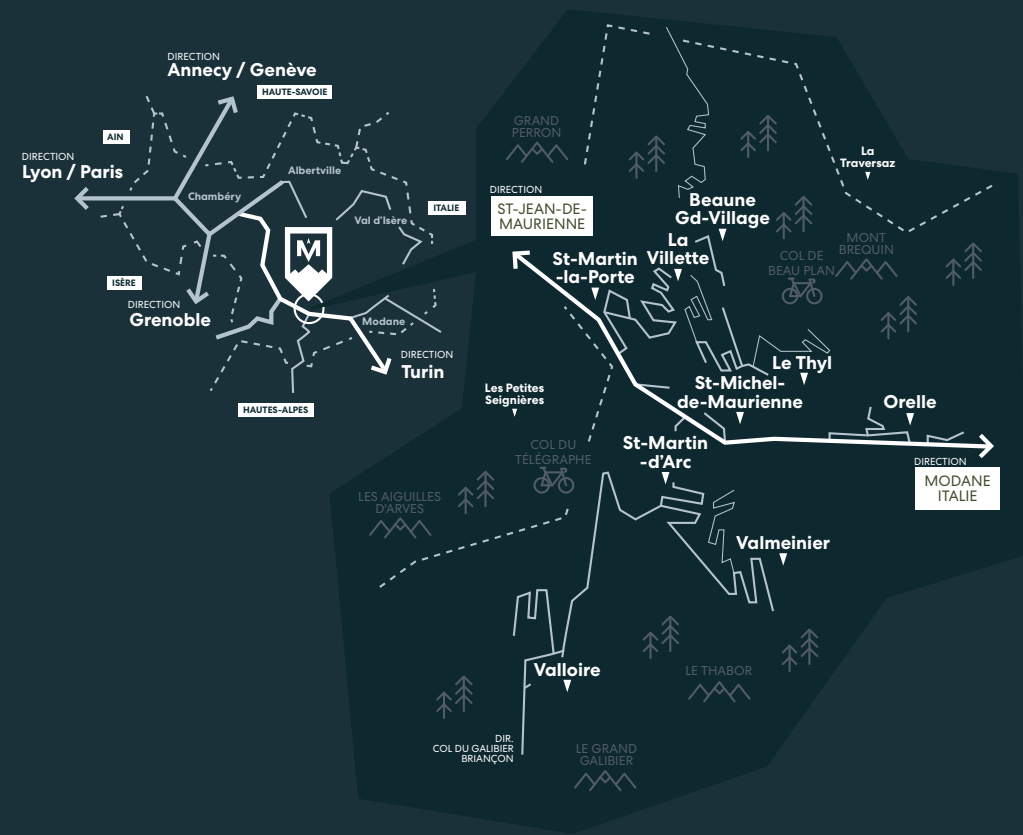 DIRECTION
Annecy / Genève
HAUTE-SAVOIE
AIN
DIRECTION
Lyon / Paris
Albertville
Chambéry
ITALIE
Val d'Isère
M
ISÈRE
DIRECTION
Grenoble
Modane
DIRECTION
Turin
HAUTES-ALPES
GRAND
PERRON
La
Traversaz
DIRECTION
ST-JEAN-DE-
MAURIENNE
Beaune
Gd-Village
La
Villette
St-Martin
-la-Porte
MONT
BREQUIN
COL DE
BEAU PLAN
Le Thyl
St-Michel-
de-Maurienne
Les Petites
Seignières
Orelle
St-Martin
-d'Arc
COL DU
TÉLÉGRAPHE
DIRECTION
MODANE
ITALIE
LES AIGUILLES
D'ARVES
Valmeinier
Valloire
LE THABOR
DIR.
COL DU GALIBIER
BRIANÇON
LE GRAND
GALIBIER